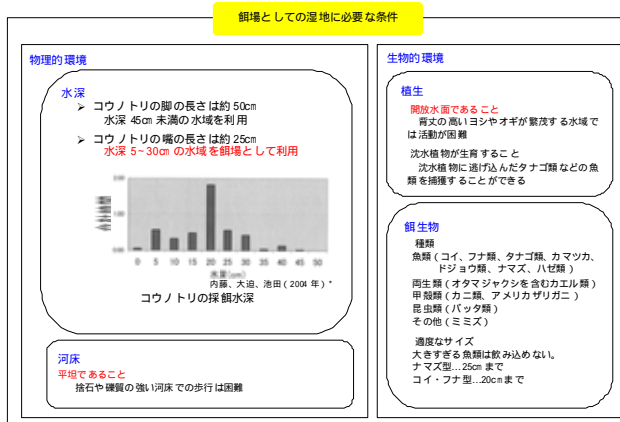 餌場としての湿地に必要な条件
物理的環境
水深
➢ コウノトリの脚の長さは約50cm
水深 45cm 未満の水域を利用
➢ コウノトリの嘴の長さは約25cm
水深 5~30cm の水域を餌場として利用
2.00
1.00
0.00
0 5 10 15 20 25 30 35 40 45 50
水深(cm)
内藤、大迫、池田(2004年)*
コウノトリの採餌水深
河床
平坦であること
捨石や礫質の強い河床での歩行は困難
生物的環境
植生
開放水面であること
背丈の高いヨシやオギが繁茂する水域で
は活動が困難
沈水植物が生育すること
沈水植物に逃げ込んだタナゴ類などの魚
類を捕獲することができる
餌生物
種類
魚類(コイ、フナ類、タナゴ類、カマツカ、
ドジョウ類、ナマズ、ハゼ類)
両生類(オタマジャクシを含むカエル類)
甲殻類(カニ類、アメリカザリガニ)
昆虫類(バッタ類)
その他(ミミズ)
適度なサイズ
大きすぎる魚類は飲み込めない。
ナマズ型…25cmまで
コイ・フナ型…20cmまで